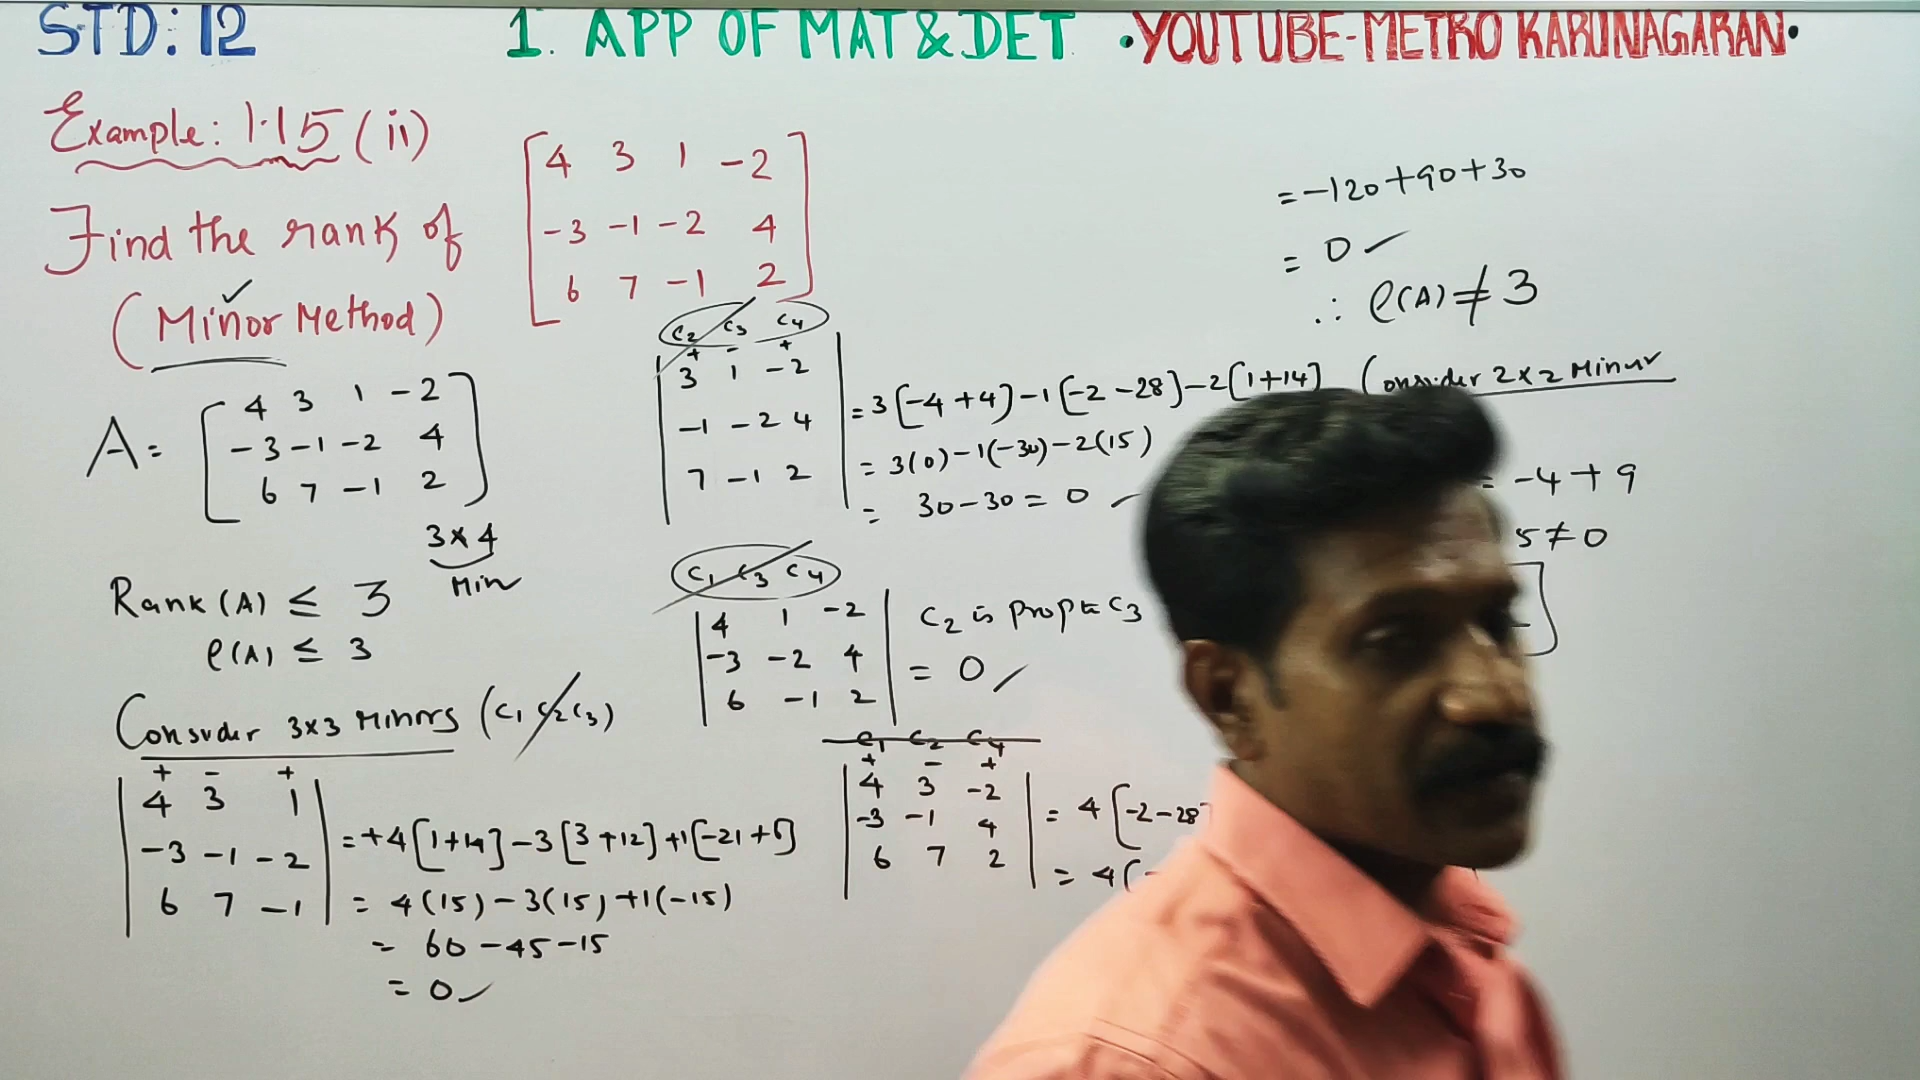 STD: 12
1. APP OF MAT & DET
•YOUTUBE-METRO KARUNAGARAN•
Example: 1.15 (ii)
Find the rank of
(Minor Method)
4 3 1 -2
-3 -1 -2 4
6 7 -1 2
A=
4 3 1 -2
-3 -1 -2 4
6 7 -1 2
3×4
Min
Rank (A) ≤ 3
ρ(A) ≤ 3
Consider 3×3 Minors (C1 C2 C3)
+ - +
4 3 1
-3 -1 -2
6 7 -1
=+4[1+14]-3[3+12]+1[-21+6]
= 4(15)-3(15)+1(-15)
= 60-45-15
= 0
C2 C3 C4
+ - +
3 1 -2
-1 -2 4
7 -1 2
=3[-4+4]-1[-2-28]-2[1+14]
= 3(0)-1(-30)-2(15)
= 30-30 = 0
C1 C3 C4
4 1 -2
-3 -2 4
6 -1 2
C2 is prop to C3
= 0
C1 C2 C4
+ - +
4 3 -2
-3 -1 4
6 7 2
= 4[-2-28]
= 4(-
=-120+90+30
= 0
∴ ρ(A)≠3
Consider 2×2 Minor
= -4+9
5≠0